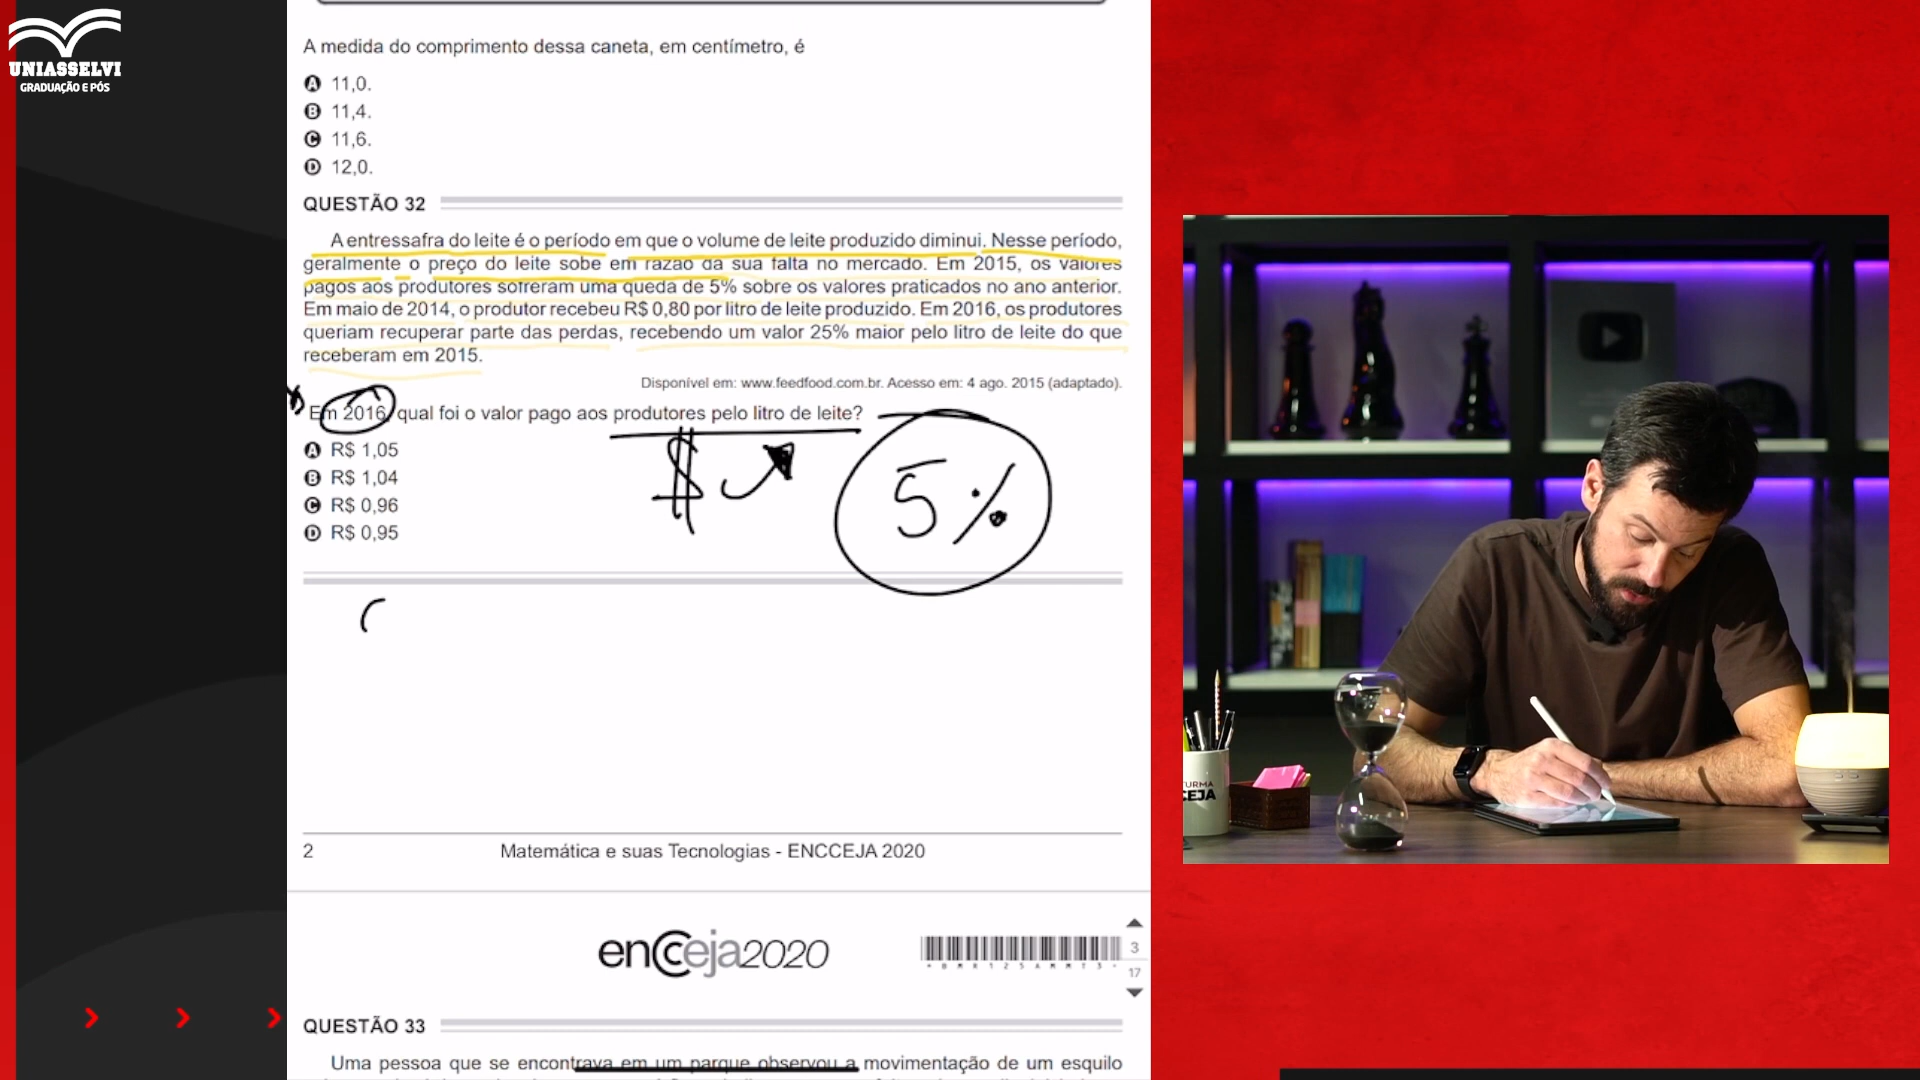 UNIASSELVI
GRADUAÇÃO E PÓS
A medida do comprimento dessa caneta, em centímetro, é
A 11,0.
B 11,4.
C 11,6.
D 12,0.
QUESTÃO 32
A entressafra do leite é o período em que o volume de leite produzido diminui. Nesse período,
geralmente o preço do leite sobe em razão da sua falta no mercado. Em 2015, os valores
pagos aos produtores sofreram uma queda de 5% sobre os valores praticados no ano anterior.
Em maio de 2014, o produtor recebeu R$ 0,80 por litro de leite produzido. Em 2016, os produtores
queriam recuperar parte das perdas, recebendo um valor 25% maior pelo litro de leite do que
receberam em 2015.
Disponível em: www.feedfood.com.br. Acesso em: 4 ago. 2015 (adaptado).
Em 2016, qual foi o valor pago aos produtores pelo litro de leite?
A R$ 1,05
B R$ 1,04
C R$ 0,96
D R$ 0,95
$
5%
2 Matemática e suas Tecnologias - ENCCEJA 2020
encceja2020
3
17
QUESTÃO 33
Uma pessoa que se encontrava em um parque observou a movimentação de um esquilo
TURMA
CEJA